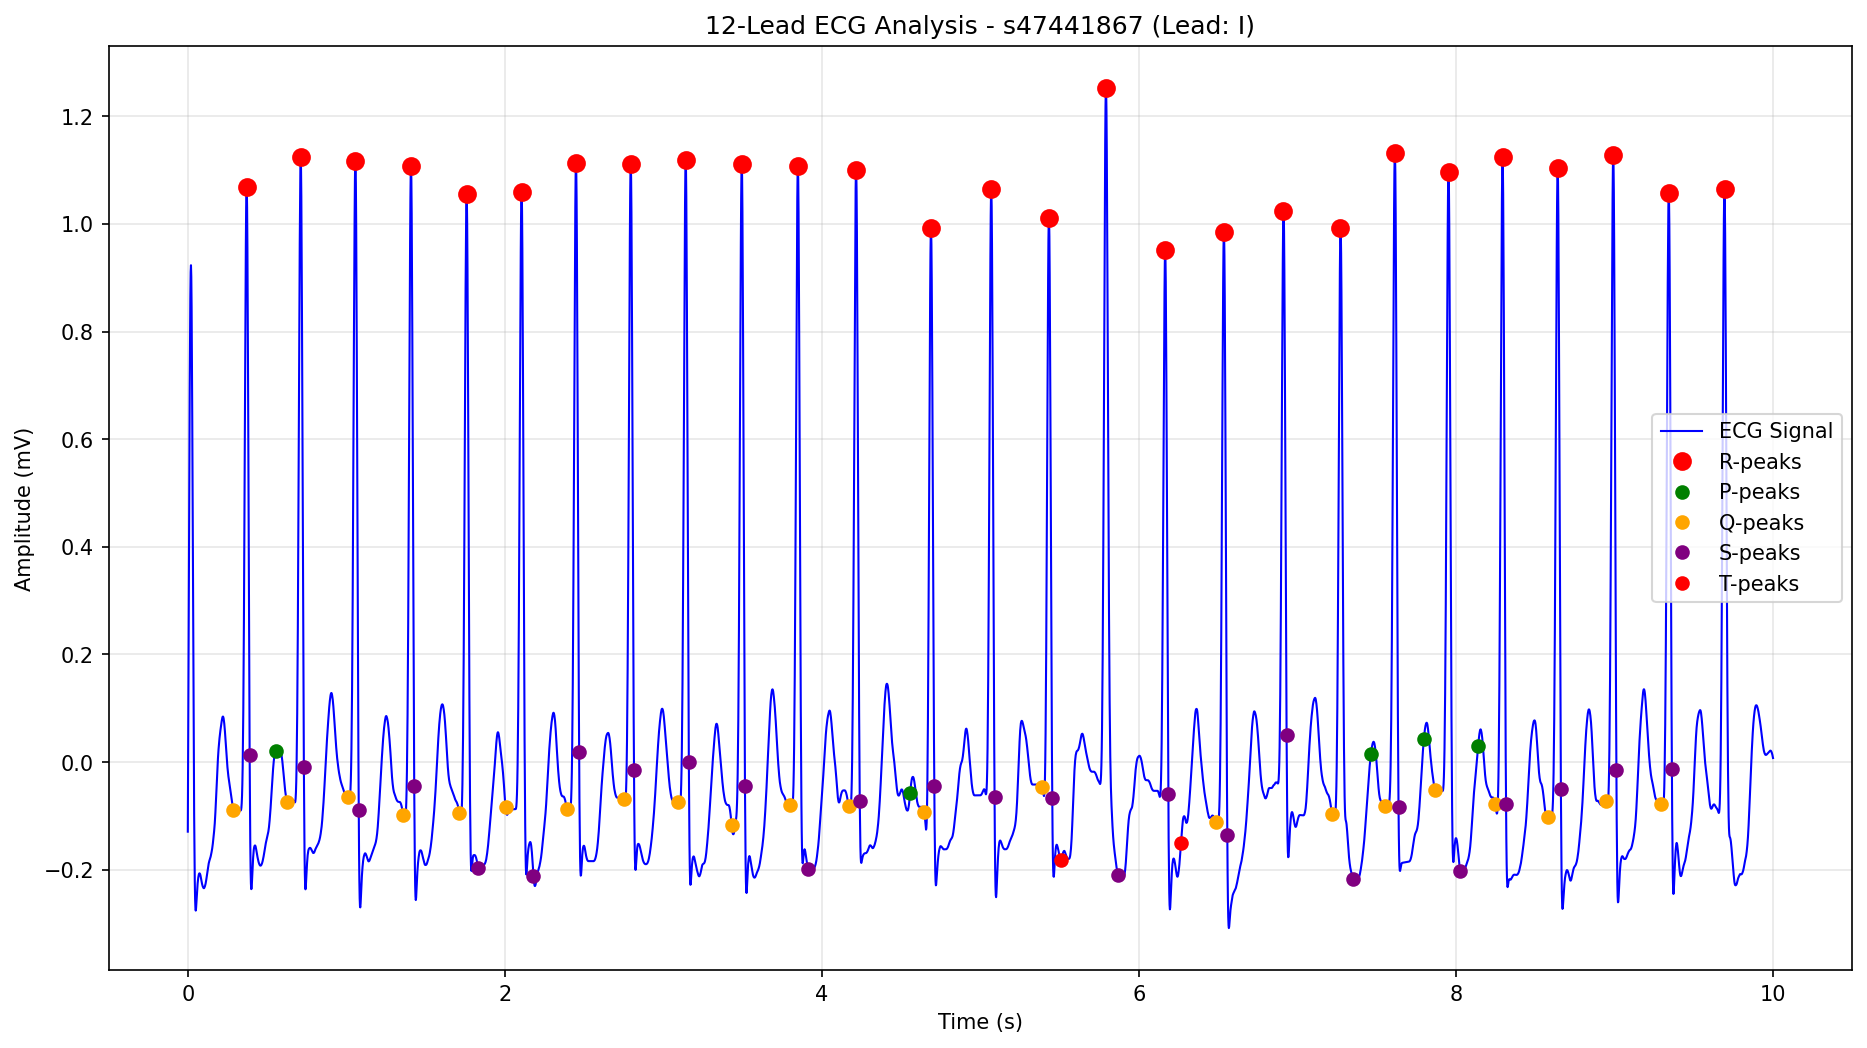 12-Lead ECG Analysis - s47441867 (Lead: I)
Amplitude (mV)
1.2
1.0
0.8
0.6
0.4
0.2
0.0
−0.2
ECG Signal
R-peaks
P-peaks
Q-peaks
S-peaks
T-peaks
0 2 4 6 8 10
Time (s)